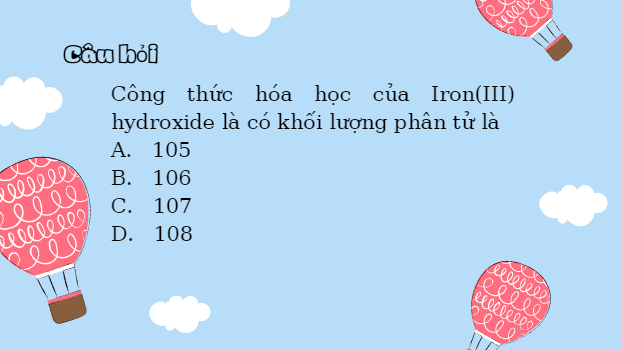 Câu hỏi
Công thức hóa học của Iron(III)
hydroxide là có khối lượng phân tử là
A. 105
B. 106
C. 107
D. 108